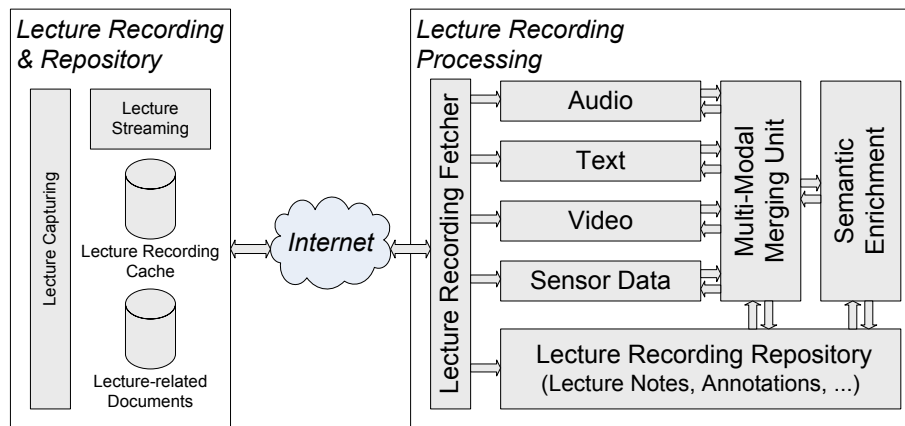 Lecture Recording
& Repository
Lecture Capturing
Lecture
Streaming
Lecture Recording
Cache
Lecture-related
Documents
Internet
Lecture Recording
Processing
Lecture Recording Fetcher
Audio
Text
Video
Sensor Data
Multi-Modal
Merging Unit
Semantic
Enrichment
Lecture Recording Repository
(Lecture Notes, Annotations, ...)